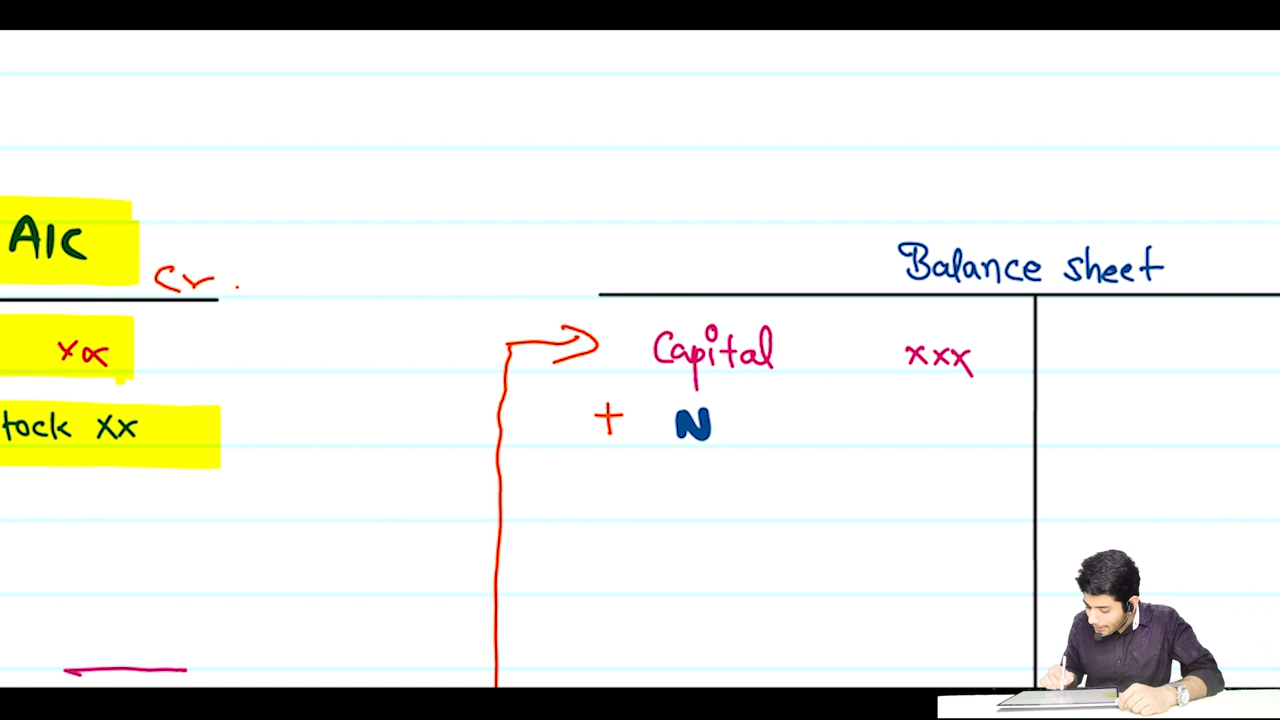 A/C
Cr.
xx
tock xx
Balance sheet
Capital xxx
+ N